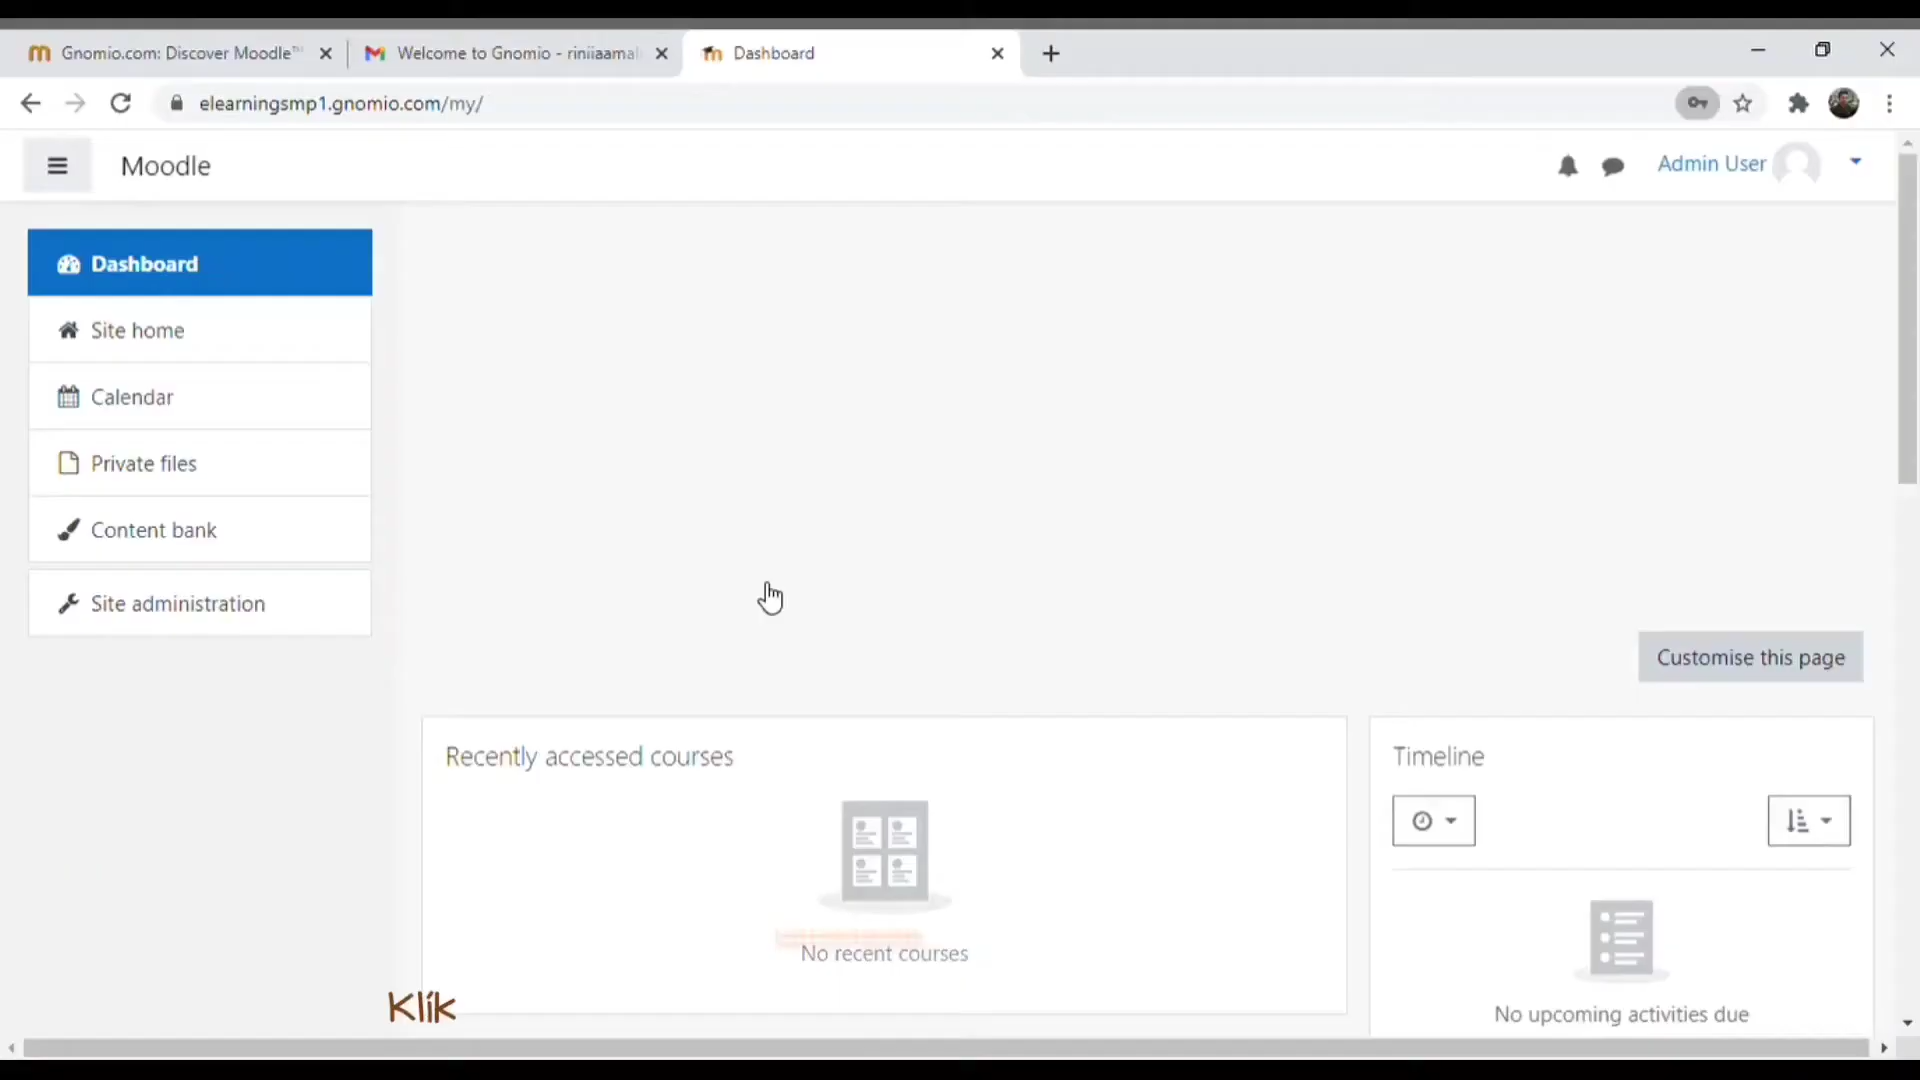 Gnomio.com: Discover Moodle™
Welcome to Gnomio - riniiaamal
Dashboard
elearningsmp1.gnomio.com/my/
Moodle
Admin User
Dashboard
Site home
Calendar
Private files
Content bank
Site administration
Customise this page
Recently accessed courses
No recent courses
Timeline
No upcoming activities due
Klik